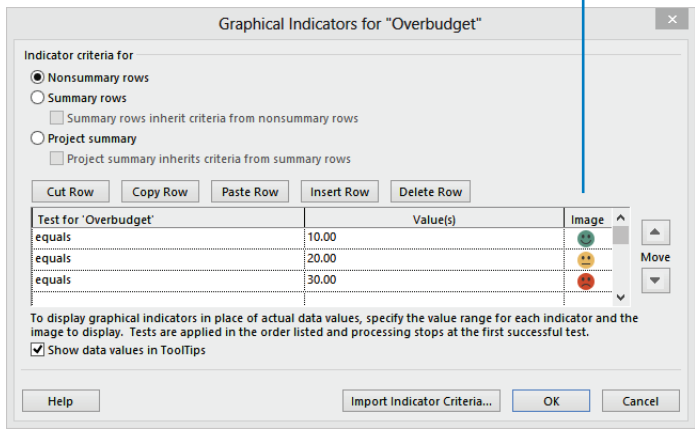 Graphical Indicators for "Overbudget"
Indicator criteria for
Nonsummary rows
Summary rows
Summary rows inherit criteria from nonsummary rows
Project summary
Project summary inherits criteria from summary rows
Cut Row Copy Row Paste Row Insert Row Delete Row
Test for 'Overbudget' Value(s) Image
equals 10.00
Move
equals 20.00
equals 30.00
To display graphical indicators in place of actual data values, specify the value range for each indicator and the
image to display. Tests are applied in the order listed and processing stops at the first successful test.
Show data values in ToolTips
Help Import Indicator Criteria... OK Cancel